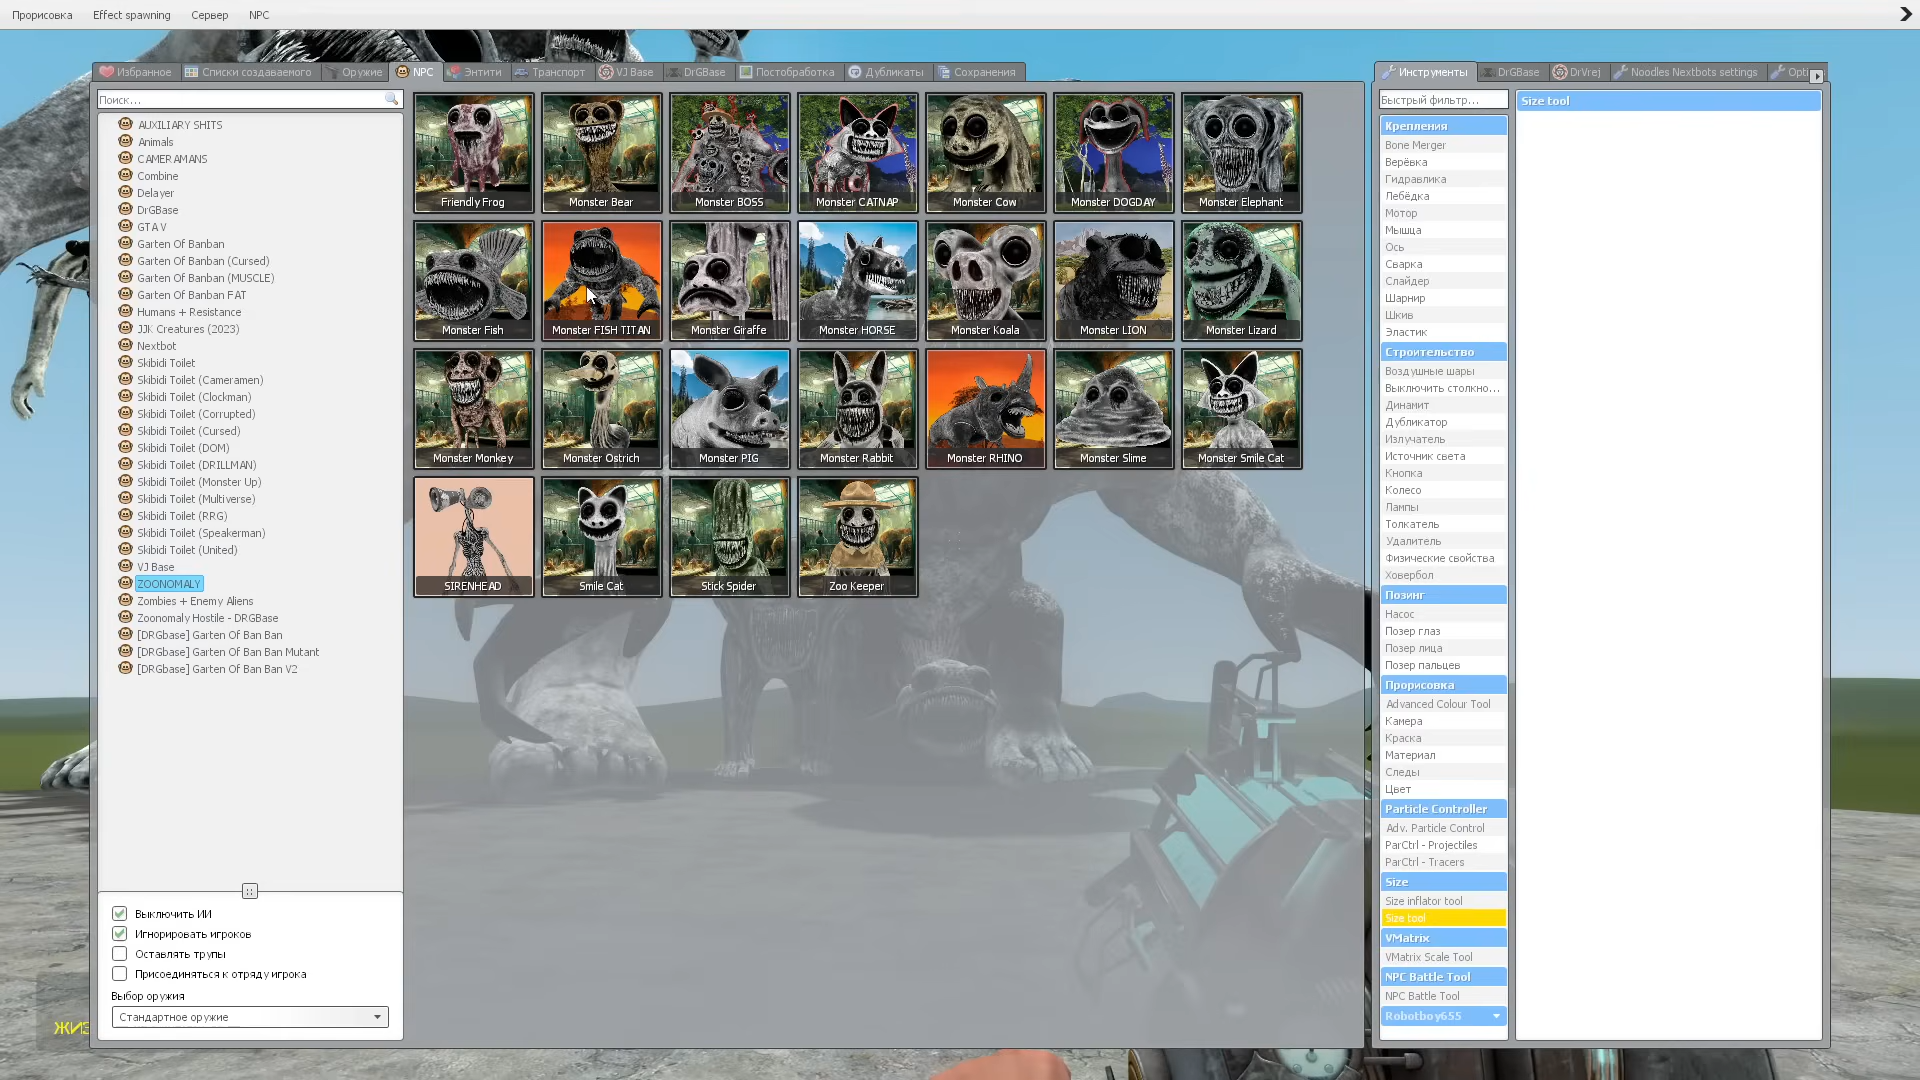 Прорисовка Effect spawning Сервер NPC
Избранное Списки создаваемого Оружие NPC Энтити Транспорт VJ Base DrGBase Постобработка Дубликаты Сохранения
Поиск...
AUXILIARY SHITS
Animals
CAMERAMANS
Combine
Delayer
DrGBase
GTA V
Garten Of Banban
Garten Of Banban (Cursed)
Garten Of Banban (MUSCLE)
Garten Of Banban FAT
Humans + Resistance
JJK Creatures (2023)
Nextbot
Skibidi Toilet
Skibidi Toilet (Cameramen)
Skibidi Toilet (Clockman)
Skibidi Toilet (Corrupted)
Skibidi Toilet (Cursed)
Skibidi Toilet (DOM)
Skibidi Toilet (DRILLMAN)
Skibidi Toilet (Monster Up)
Skibidi Toilet (Multiverse)
Skibidi Toilet (RRG)
Skibidi Toilet (Speakerman)
Skibidi Toilet (United)
VJ Base
ZOONOMALY
Zombies + Enemy Aliens
Zoonomaly Hostile - DRGBase
[DRGbase] Garten Of Ban Ban
[DRGbase] Garten Of Ban Ban Mutant
[DRGbase] Garten Of Ban Ban V2
Выключить ИИ
Игнорировать игроков
Оставлять трупы
Присоединяться к отряду игрока
Выбор оружия
Стандартное оружие
Friendly Frog Monster Bear Monster BOSS Monster CATNAP Monster Cow Monster DOGDAY Monster Elephant
Monster Fish Monster FISH TITAN Monster Giraffe Monster HORSE Monster Koala Monster LION Monster Lizard
Monster Monkey Monster Ostrich Monster PIG Monster Rabbit Monster RHINO Monster Slime Monster Smile Cat
SIRENHEAD Smile Cat Stick Spider Zoo Keeper
Инструменты DrGBase DrVrej Noodles Nextbots settings Opti
Быстрый фильтр...
Крепления
Bone Merger
Верёвка
Гидравлика
Лебёдка
Мотор
Мышца
Ось
Сварка
Слайдер
Шарнир
Шкив
Эластик
Строительство
Воздушные шары
Выключить столкно...
Динамит
Дубликатор
Излучатель
Источник света
Кнопка
Колесо
Лампы
Толкатель
Удалитель
Физические свойства
Ховербол
Позинг
Насос
Позер глаз
Позер лица
Позер пальцев
Прорисовка
Advanced Colour Tool
Камера
Краска
Материал
Следы
Цвет
Particle Controller
Adv. Particle Control
ParCtrl - Projectiles
ParCtrl - Tracers
Size
Size inflator tool
Size tool
VMatrix
VMatrix Scale Tool
NPC Battle Tool
NPC Battle Tool
Robotboy655
Size tool
ЖИЗ